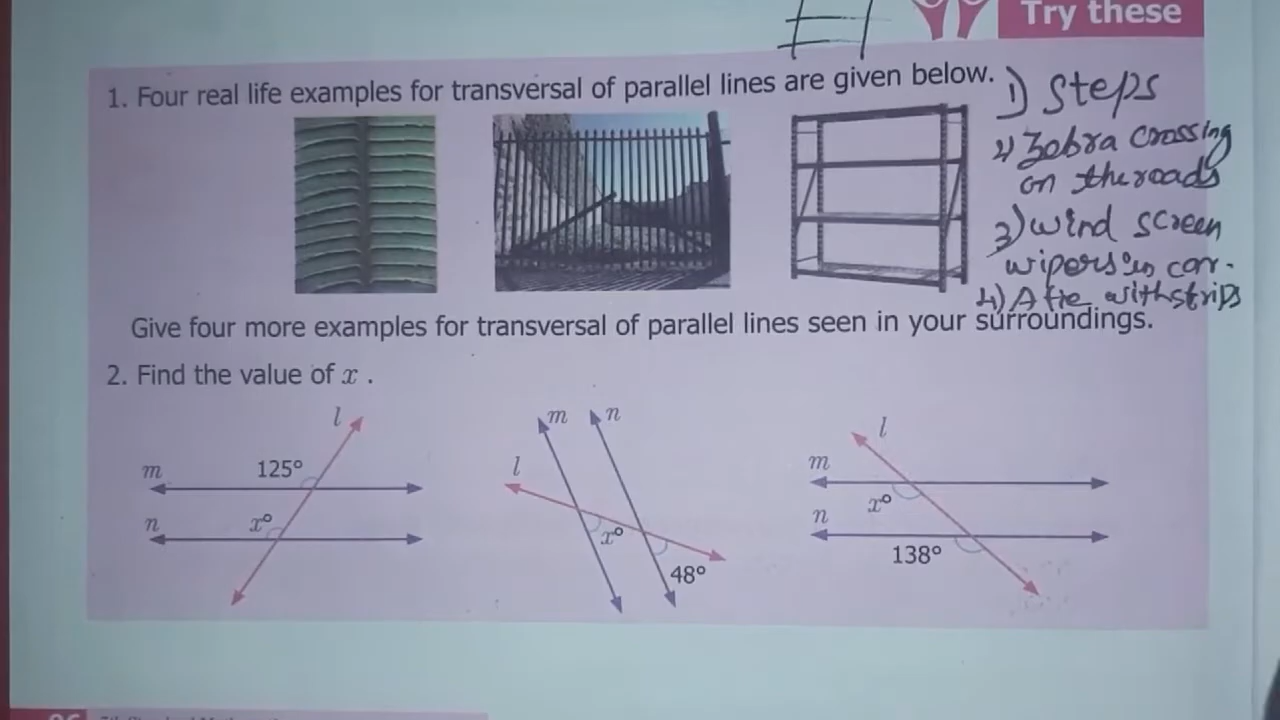 Try these
1. Four real life examples for transversal of parallel lines are given below.
1) Steps
2) Zebra crossing
on the roads
3) wind screen
wipers in car.
4) A tie with strips
Give four more examples for transversal of parallel lines seen in your surroundings.
2. Find the value of x .
l
m
125°
n
x°
m
n
l
x°
48°
l
m
x°
n
138°